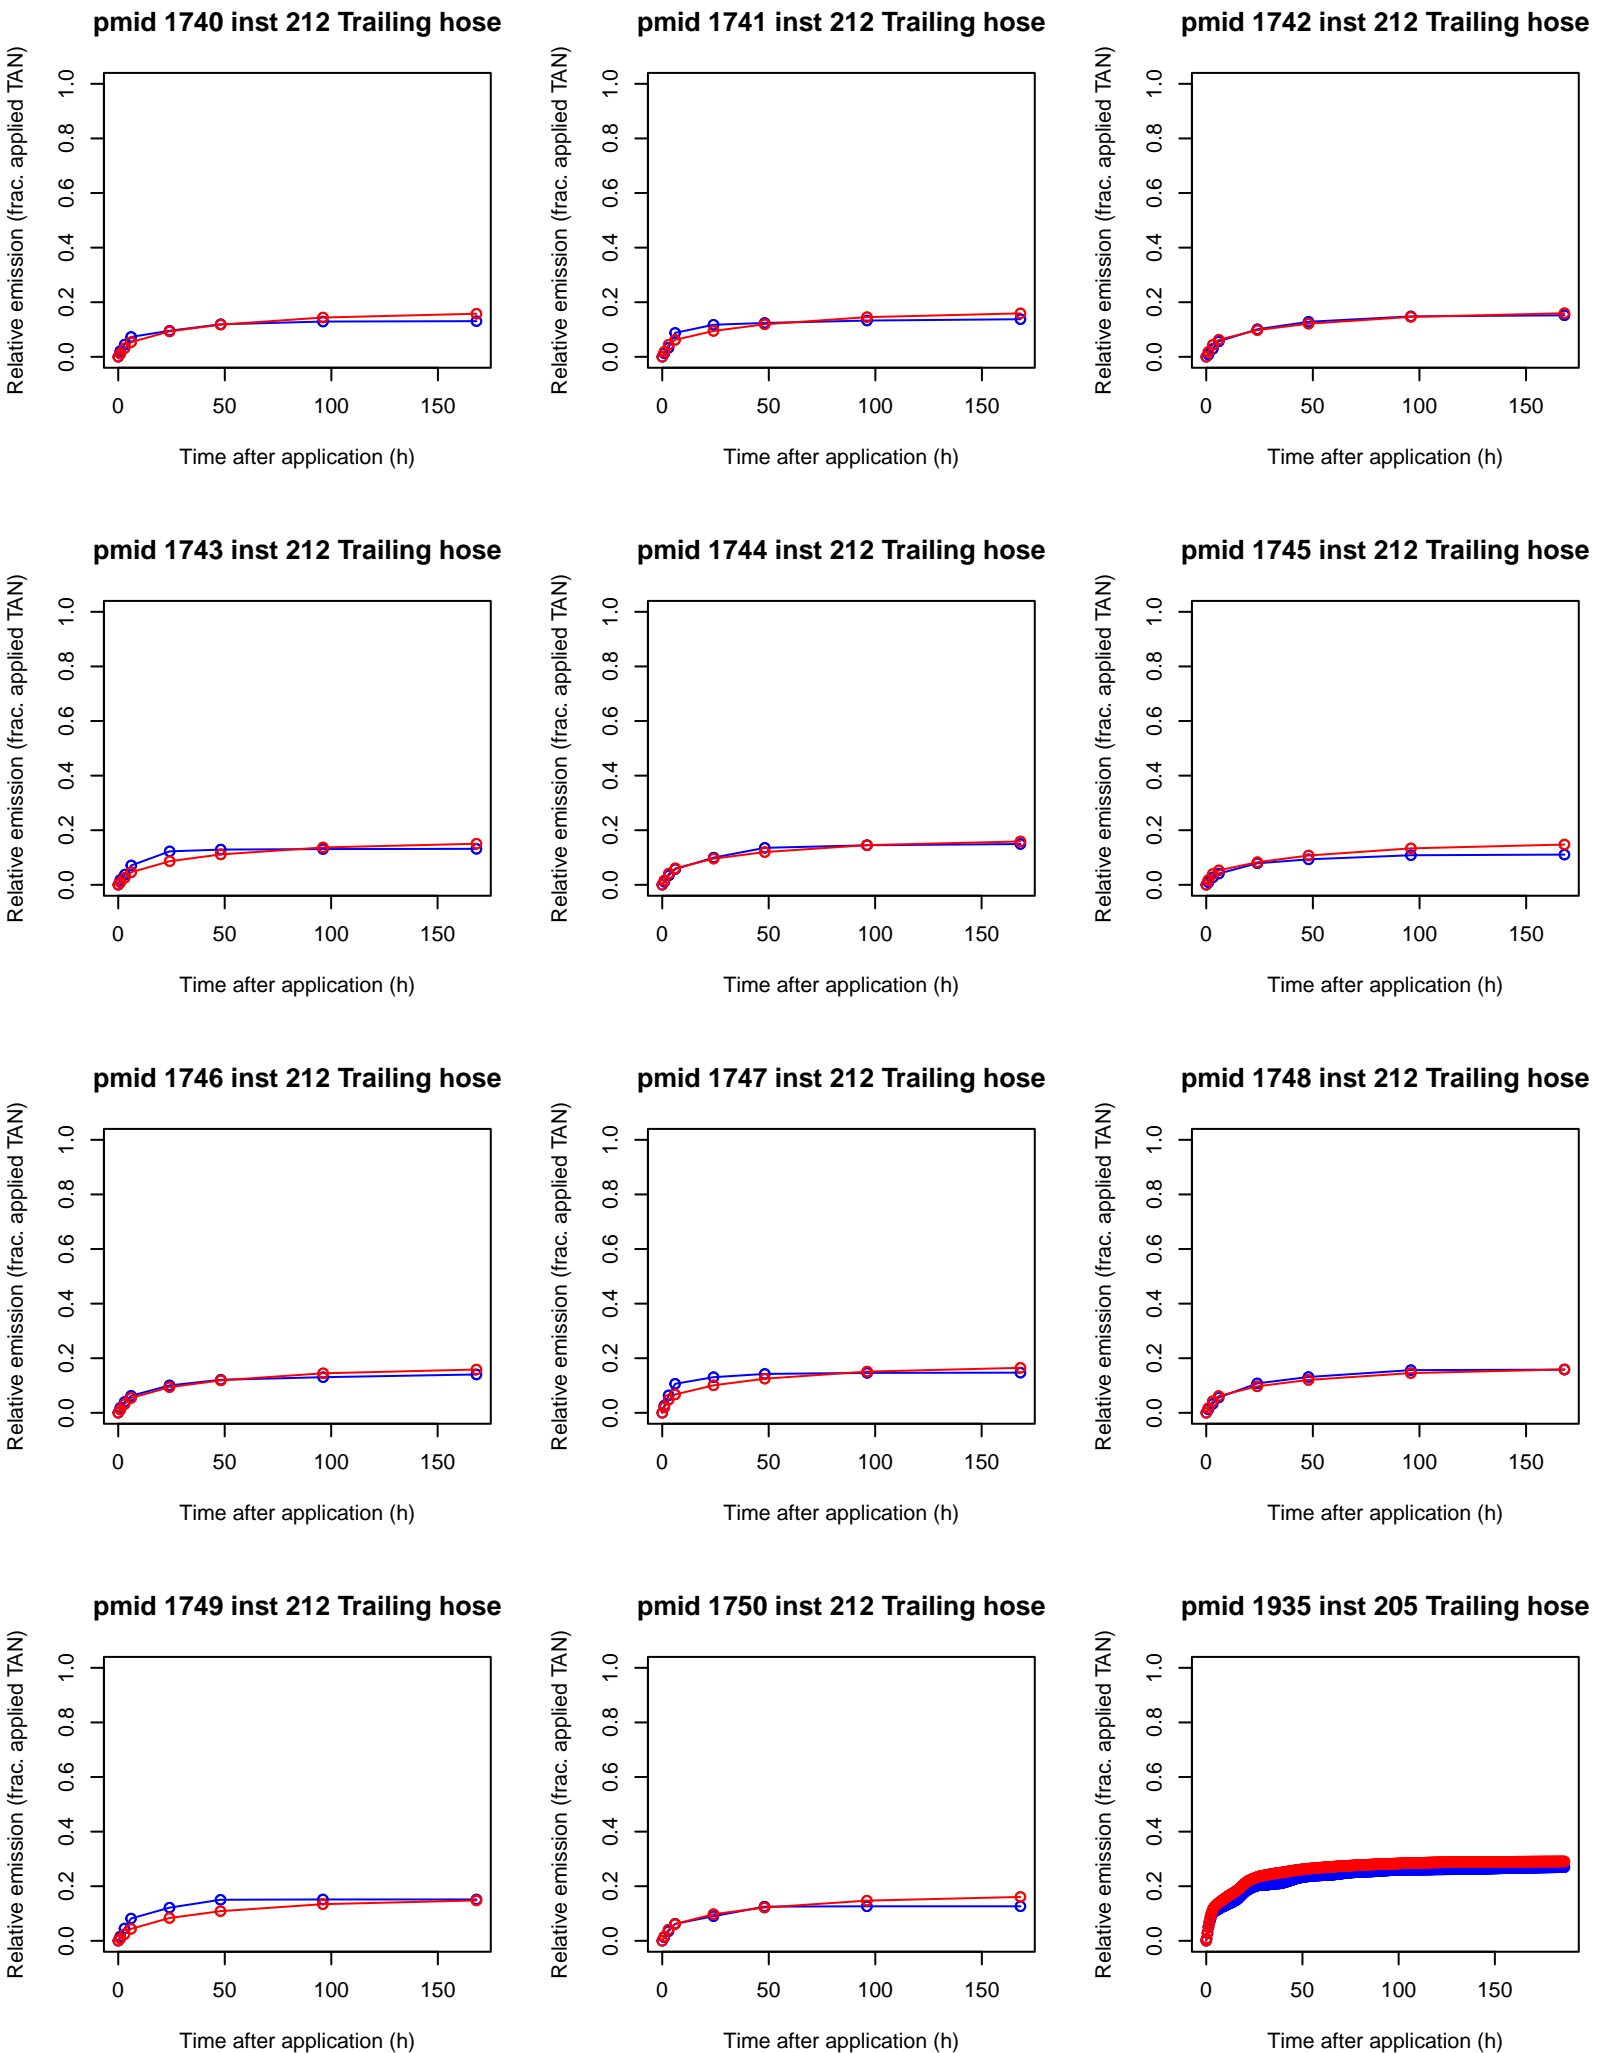 pmid 1740 inst 212 Trailing hose
Relative emission (frac. applied TAN)
1.0
0.8
0.6
0.4
0.2
0.0
0 50 100 150
Time after application (h)
pmid 1741 inst 212 Trailing hose
Relative emission (frac. applied TAN)
1.0
0.8
0.6
0.4
0.2
0.0
0 50 100 150
Time after application (h)
pmid 1742 inst 212 Trailing hose
Relative emission (frac. applied TAN)
1.0
0.8
0.6
0.4
0.2
0.0
0 50 100 150
Time after application (h)
pmid 1743 inst 212 Trailing hose
Relative emission (frac. applied TAN)
1.0
0.8
0.6
0.4
0.2
0.0
0 50 100 150
Time after application (h)
pmid 1744 inst 212 Trailing hose
Relative emission (frac. applied TAN)
1.0
0.8
0.6
0.4
0.2
0.0
0 50 100 150
Time after application (h)
pmid 1745 inst 212 Trailing hose
Relative emission (frac. applied TAN)
1.0
0.8
0.6
0.4
0.2
0.0
0 50 100 150
Time after application (h)
pmid 1746 inst 212 Trailing hose
Relative emission (frac. applied TAN)
1.0
0.8
0.6
0.4
0.2
0.0
0 50 100 150
Time after application (h)
pmid 1747 inst 212 Trailing hose
Relative emission (frac. applied TAN)
1.0
0.8
0.6
0.4
0.2
0.0
0 50 100 150
Time after application (h)
pmid 1748 inst 212 Trailing hose
Relative emission (frac. applied TAN)
1.0
0.8
0.6
0.4
0.2
0.0
0 50 100 150
Time after application (h)
pmid 1749 inst 212 Trailing hose
Relative emission (frac. applied TAN)
1.0
0.8
0.6
0.4
0.2
0.0
0 50 100 150
Time after application (h)
pmid 1750 inst 212 Trailing hose
Relative emission (frac. applied TAN)
1.0
0.8
0.6
0.4
0.2
0.0
0 50 100 150
Time after application (h)
pmid 1935 inst 205 Trailing hose
Relative emission (frac. applied TAN)
1.0
0.8
0.6
0.4
0.2
0.0
0 50 100 150
Time after application (h)